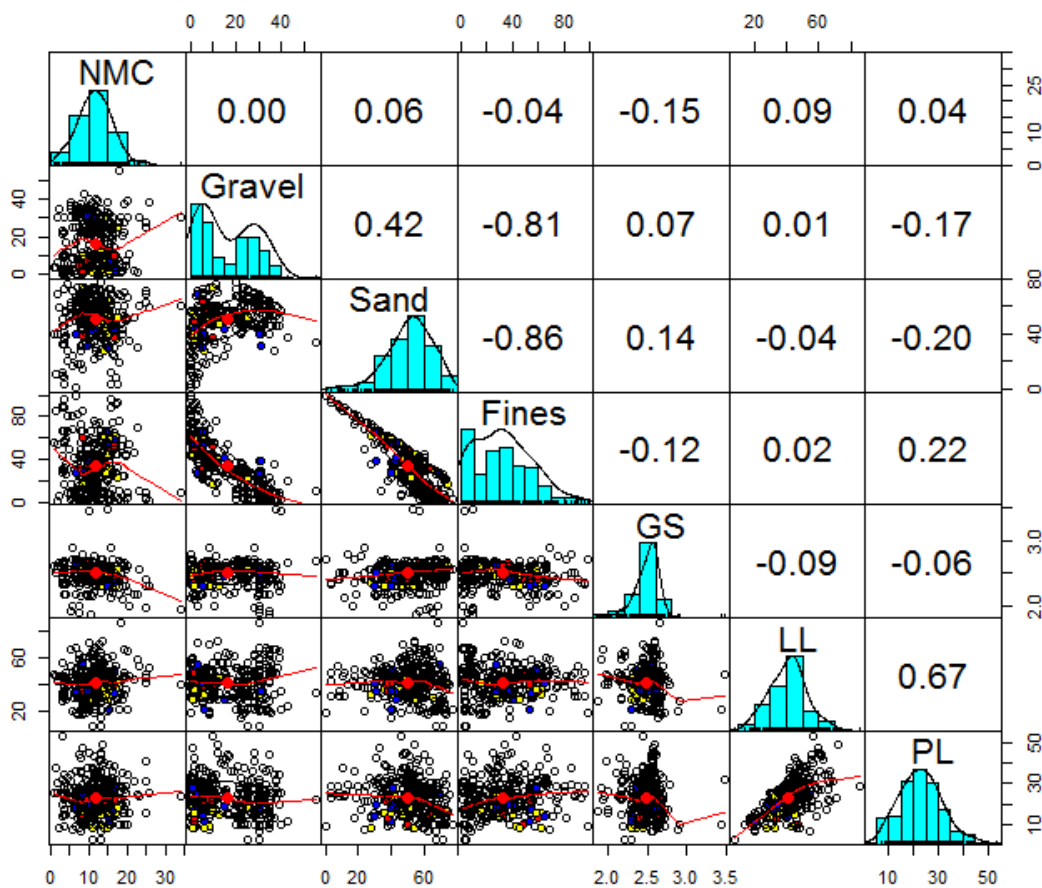 0 20 40 0 40 80 40 60
NMC 0.00 0.06 -0.04 -0.15 0.09 0.04 0 10 25
0 20 40 Gravel 0.42 -0.81 0.07 0.01 -0.17
Sand -0.86 0.14 -0.04 -0.20 0 40 80
0 40 80 Fines -0.12 0.02 0.22
GS -0.09 -0.06 2.0 3.0
20 60 LL 0.67
PL 10 30 50
0 10 20 30 0 20 60 2.0 2.5 3.0 3.5 10 30 50